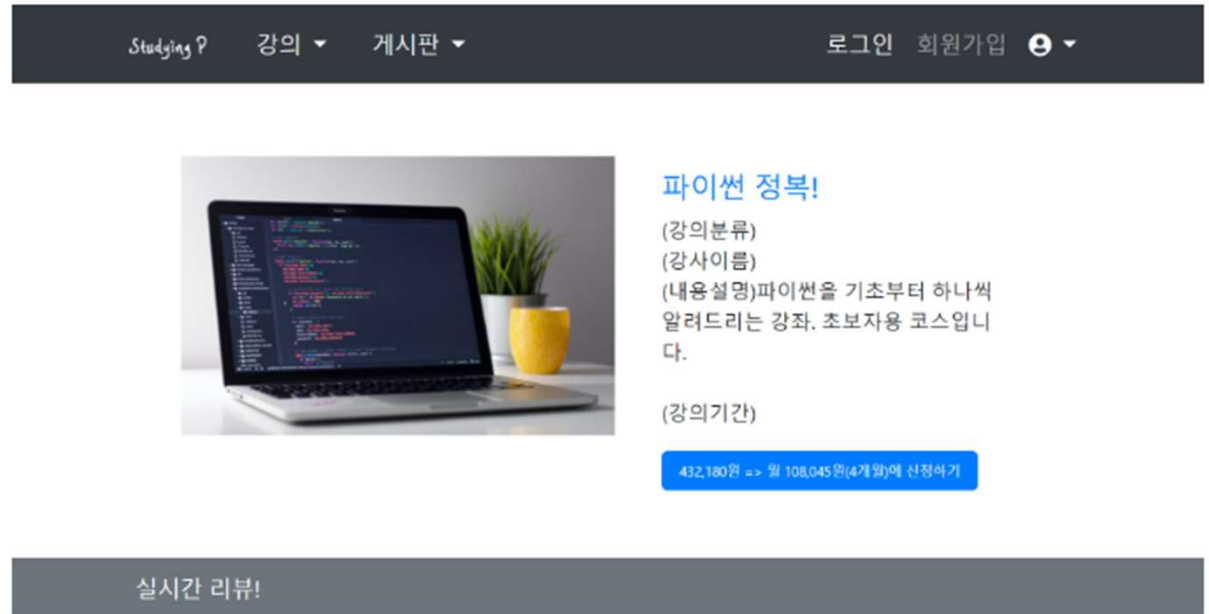 Studying P 강의 게시판 로그인 회원가입
파이썬 정복!
(강의분류)
(강사이름)
(내용설명)파이썬을 기초부터 하나씩
알려드리는 강좌. 초보자용 코스입니
다.
(강의기간)
432,180원 => 월 108,045원(4개월)에 신청하기
실시간 리뷰!